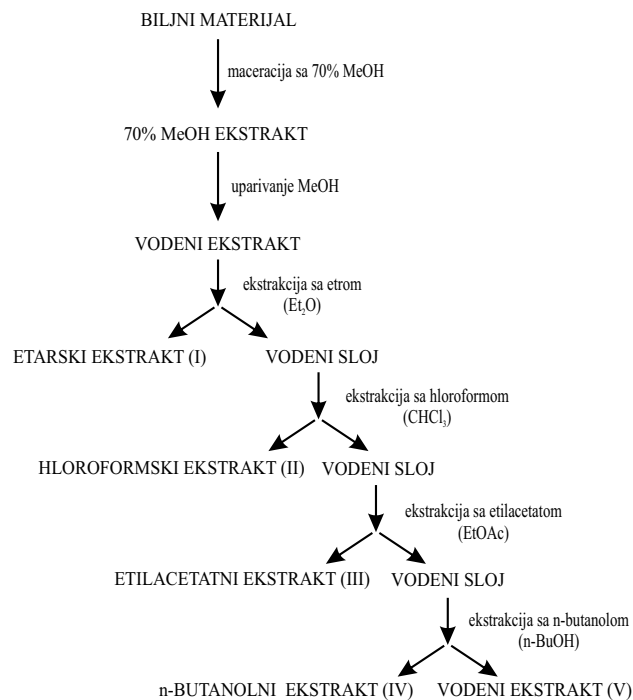 BILJNI MATERIJAL
maceracija sa 70% MeOH
70% MeOH EKSTRAKT
uparivanje MeOH
VODENI EKSTRAKT
ekstrakcija sa etrom
(Et₂O)
ETARSKI EKSTRAKT (I) VODENI SLOJ
ekstrakcija sa hloroformom
(CHCl₃)
HLOROFORMSKI EKSTRAKT (II) VODENI SLOJ
ekstrakcija sa etilacetatom
(EtOAc)
ETILACETATNI EKSTRAKT (III) VODENI SLOJ
ekstrakcija sa n-butanolom
(n-BuOH)
n-BUTANOLNI EKSTRAKT (IV) VODENI EKSTRAKT (V)